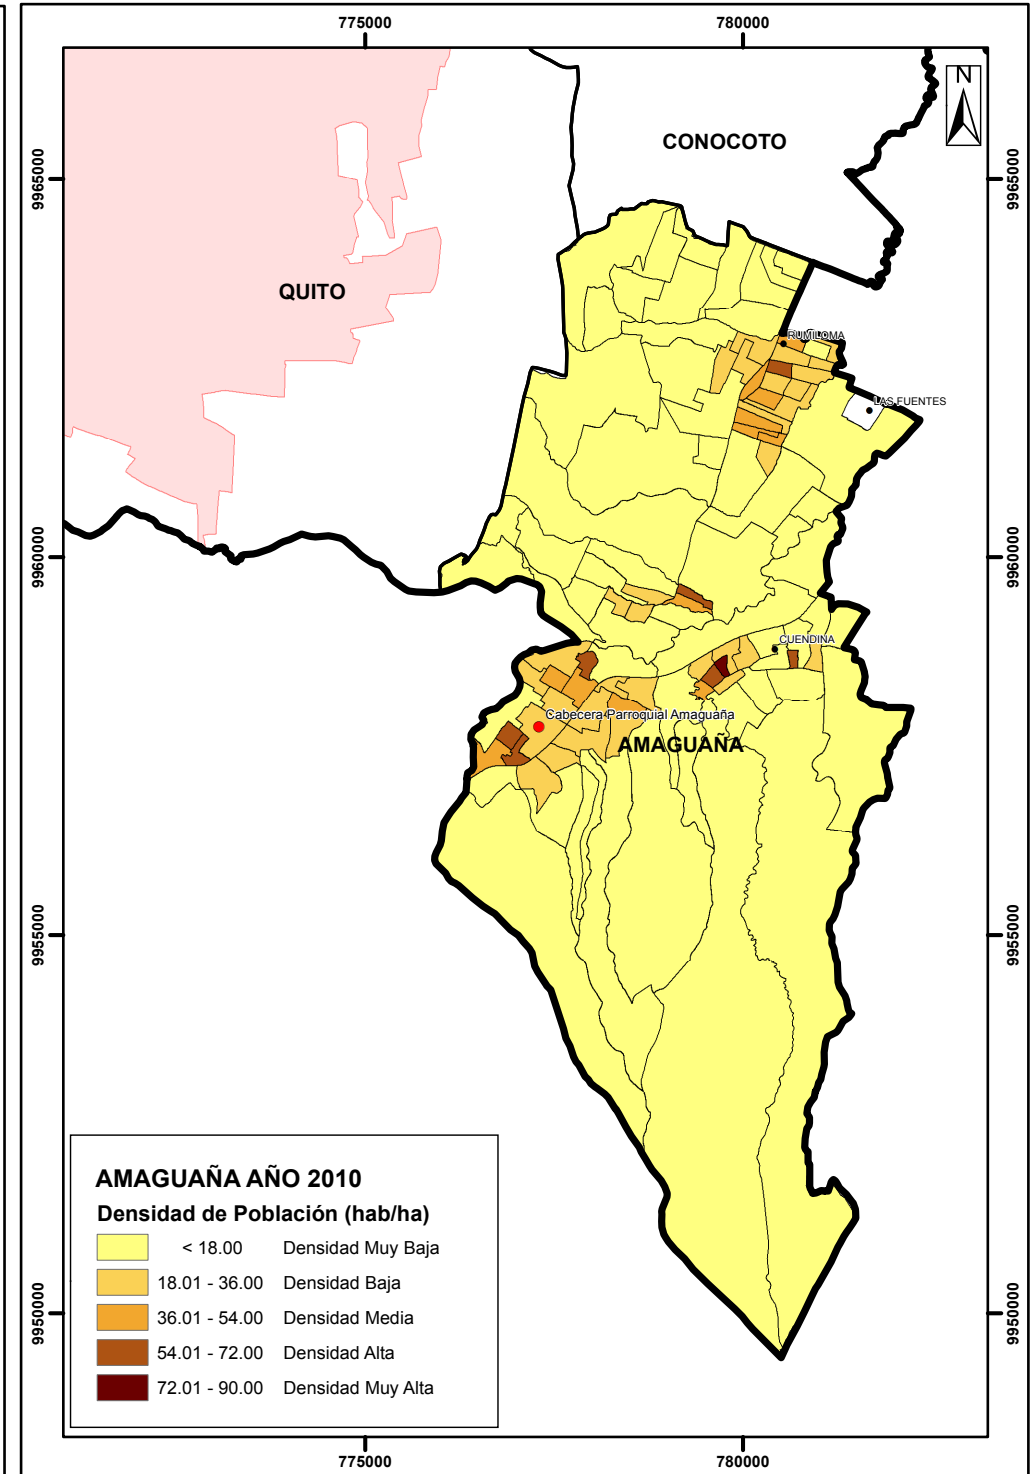 775000
780000
N
CONOCOTO
9965000
9965000
QUITO
RUMILOMA
LAS FUENTES
9960000
9960000
CUENDINA
Cabecera Parroquial Amaguaña
AMAGUAÑA
9955000
9955000
AMAGUAÑA AÑO 2010
Densidad de Población (hab/ha)
< 18.00 Densidad Muy Baja
18.01 - 36.00 Densidad Baja
36.01 - 54.00 Densidad Media
54.01 - 72.00 Densidad Alta
72.01 - 90.00 Densidad Muy Alta
9950000
9950000
775000
780000